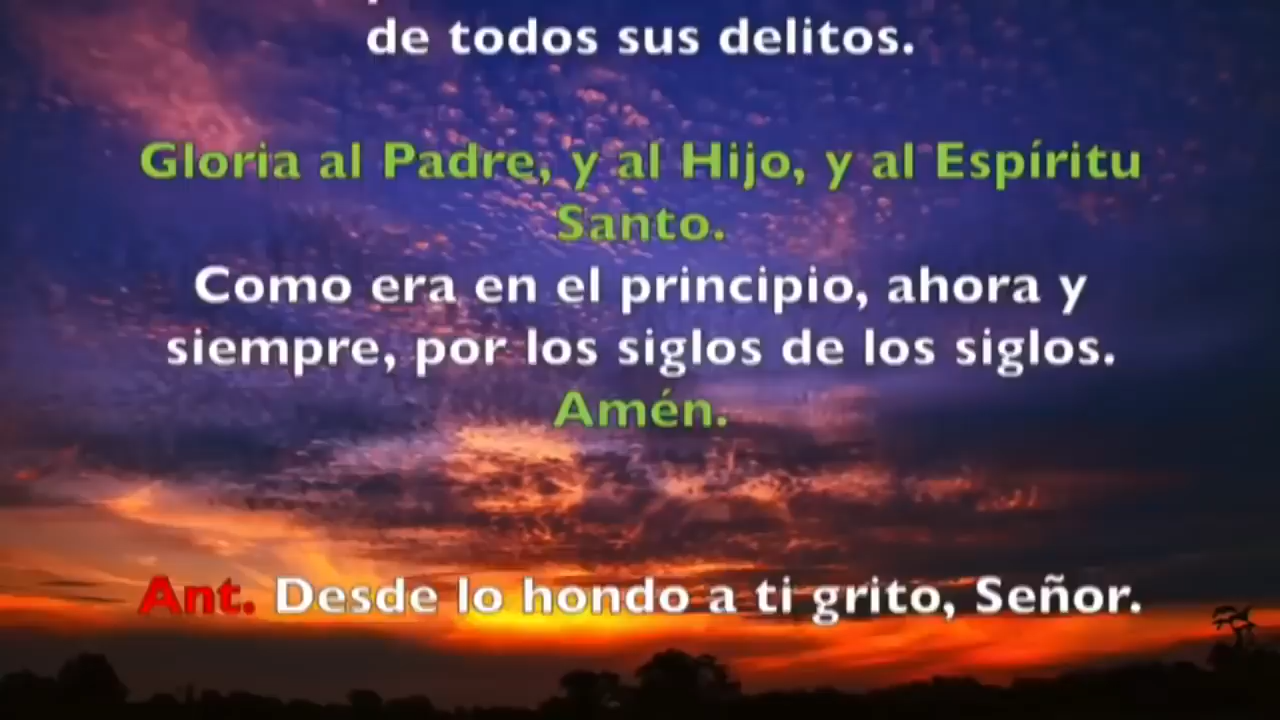 de todos sus delitos.
Gloria al Padre, y al Hijo, y al Espíritu
Santo.
Como era en el principio, ahora y
siempre, por los siglos de los siglos.
Amén.
Ant. Desde lo hondo a ti grito, Señor.